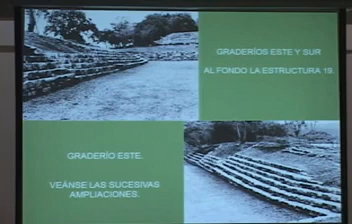 GRADERÍOS ESTE Y SUR
AL FONDO LA ESTRUCTURA 19.
GRADERÍO ESTE.
VEÁNSE LAS SUCESIVAS
AMPLIACIONES.